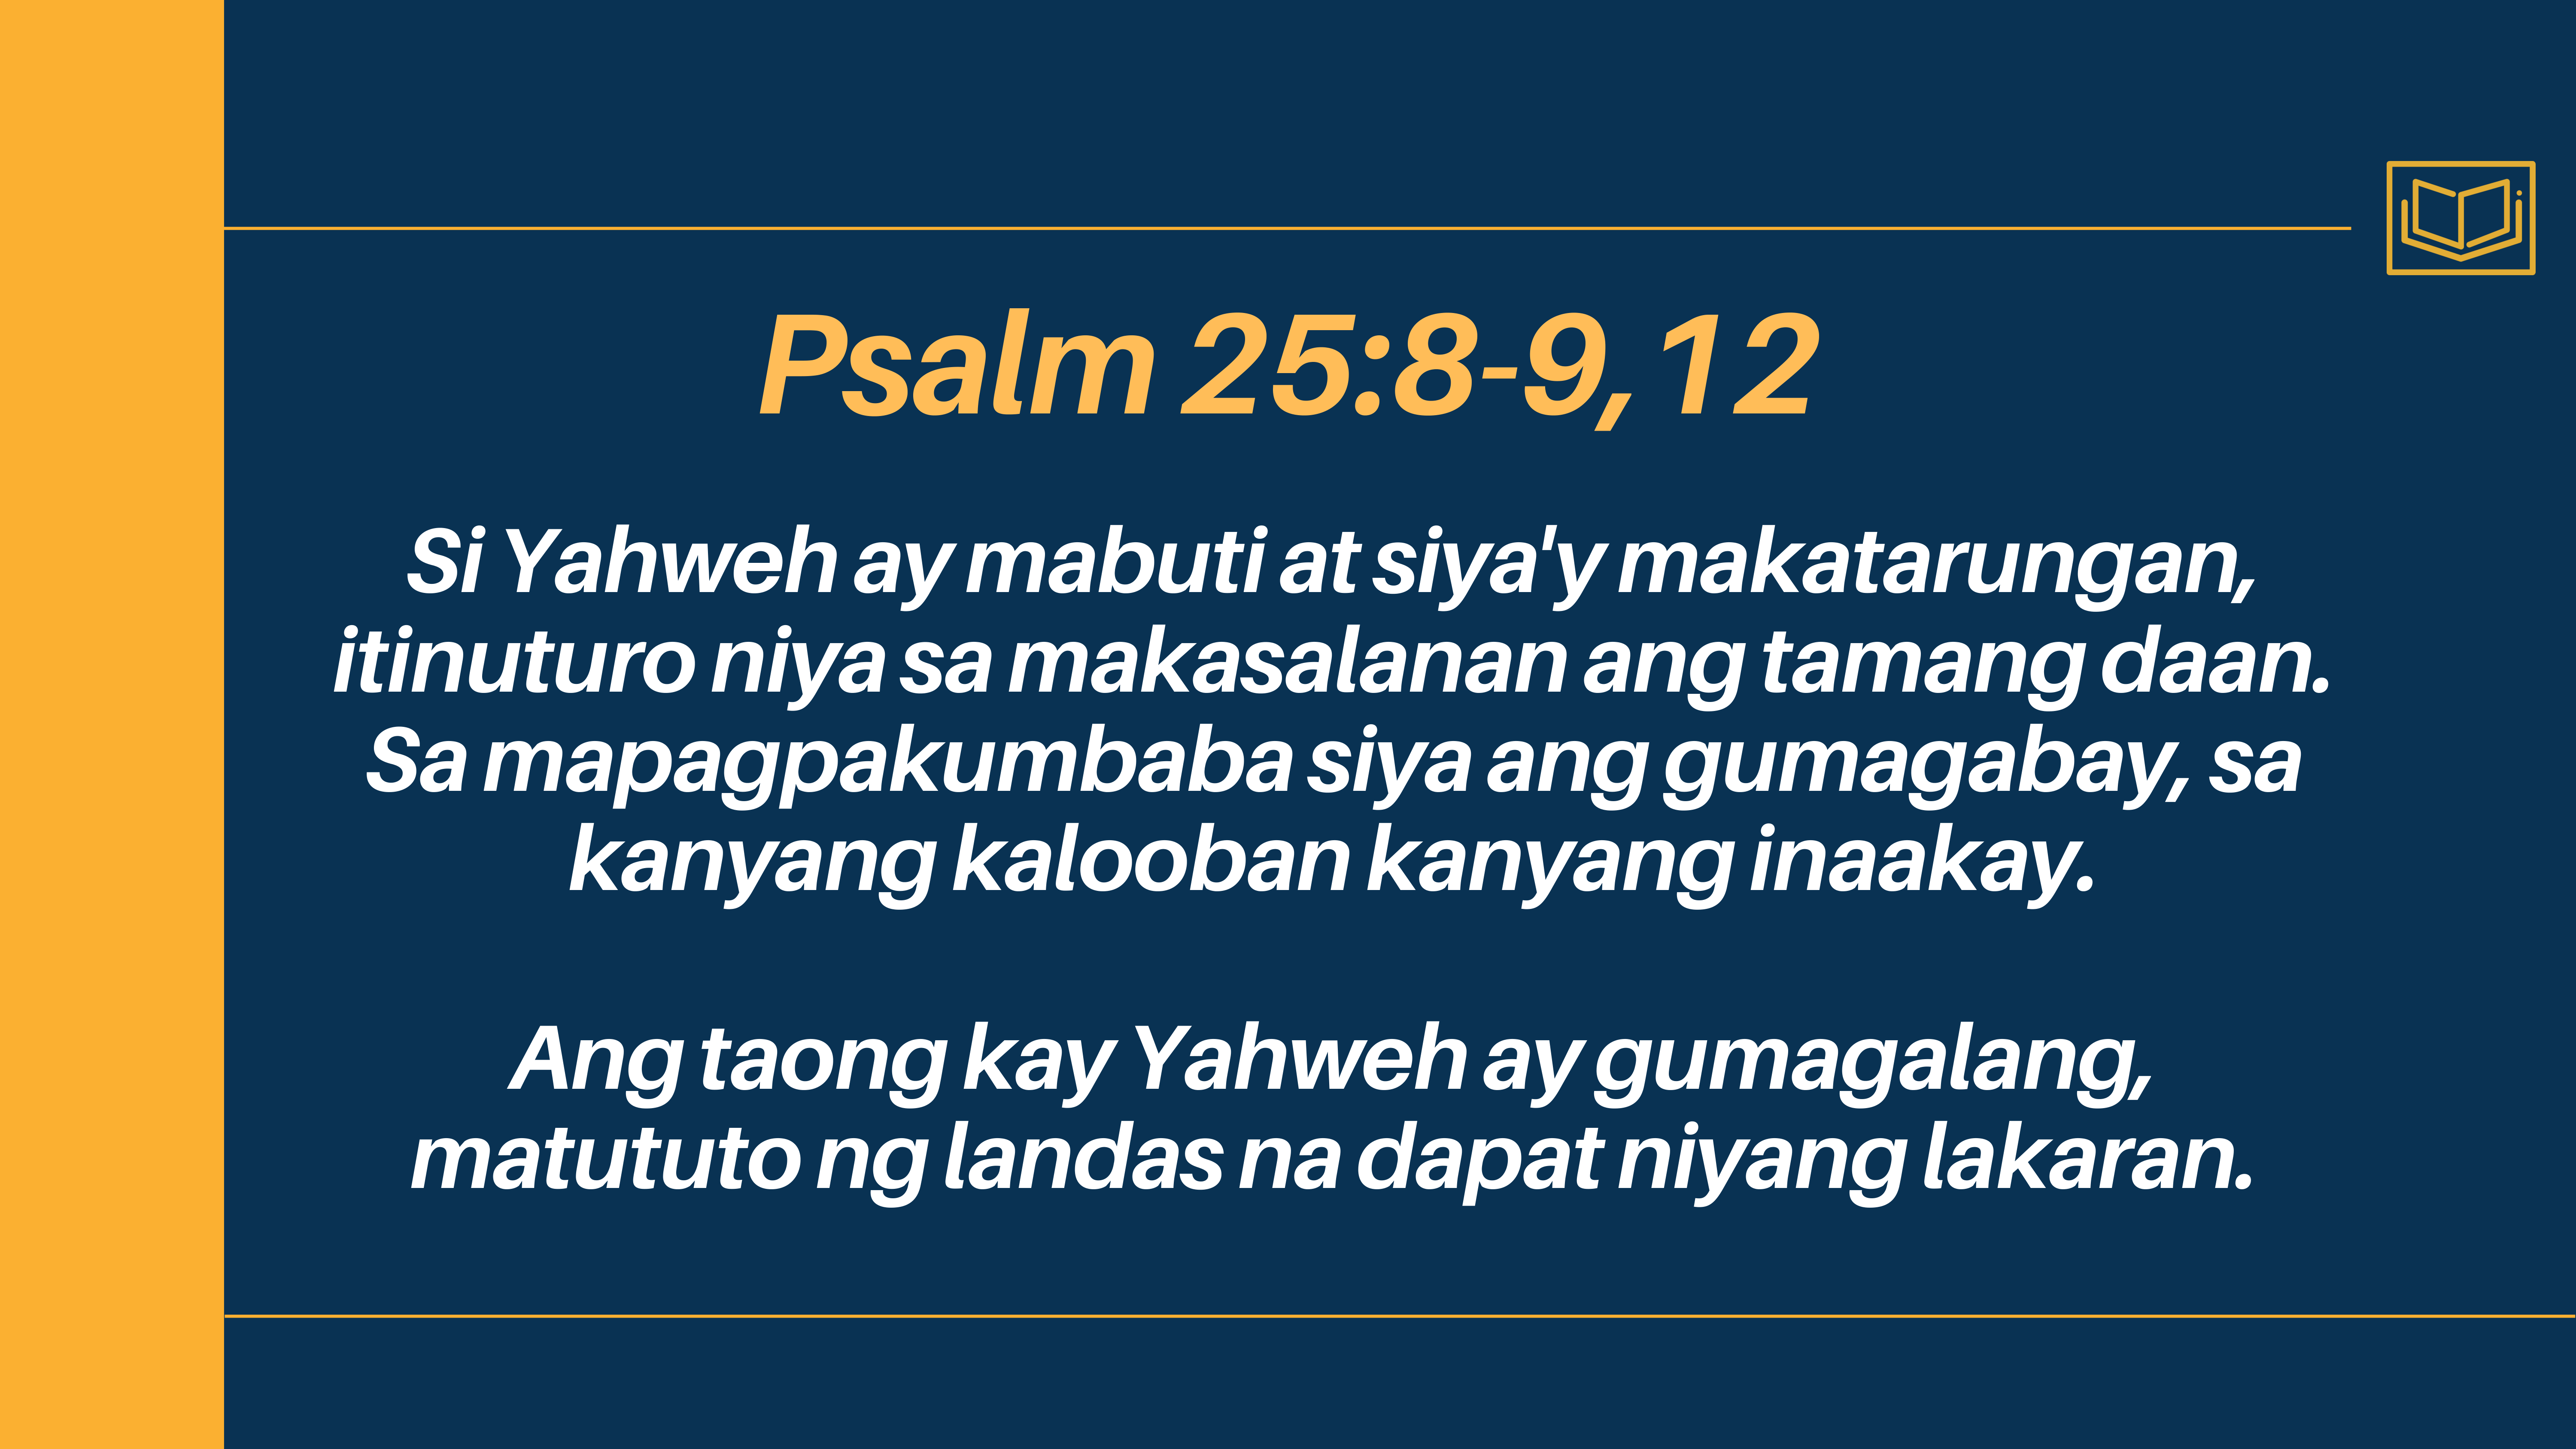 Psalm 25:8-9,12
Si Yahweh ay mabuti at siya'y makatarungan,
itinuturo niya sa makasalanan ang tamang daan.
Sa mapagpakumbaba siya ang gumagabay, sa
kanyang kalooban kanyang inaakay.
Ang taong kay Yahweh ay gumagalang,
matututo ng landas na dapat niyang lakaran.